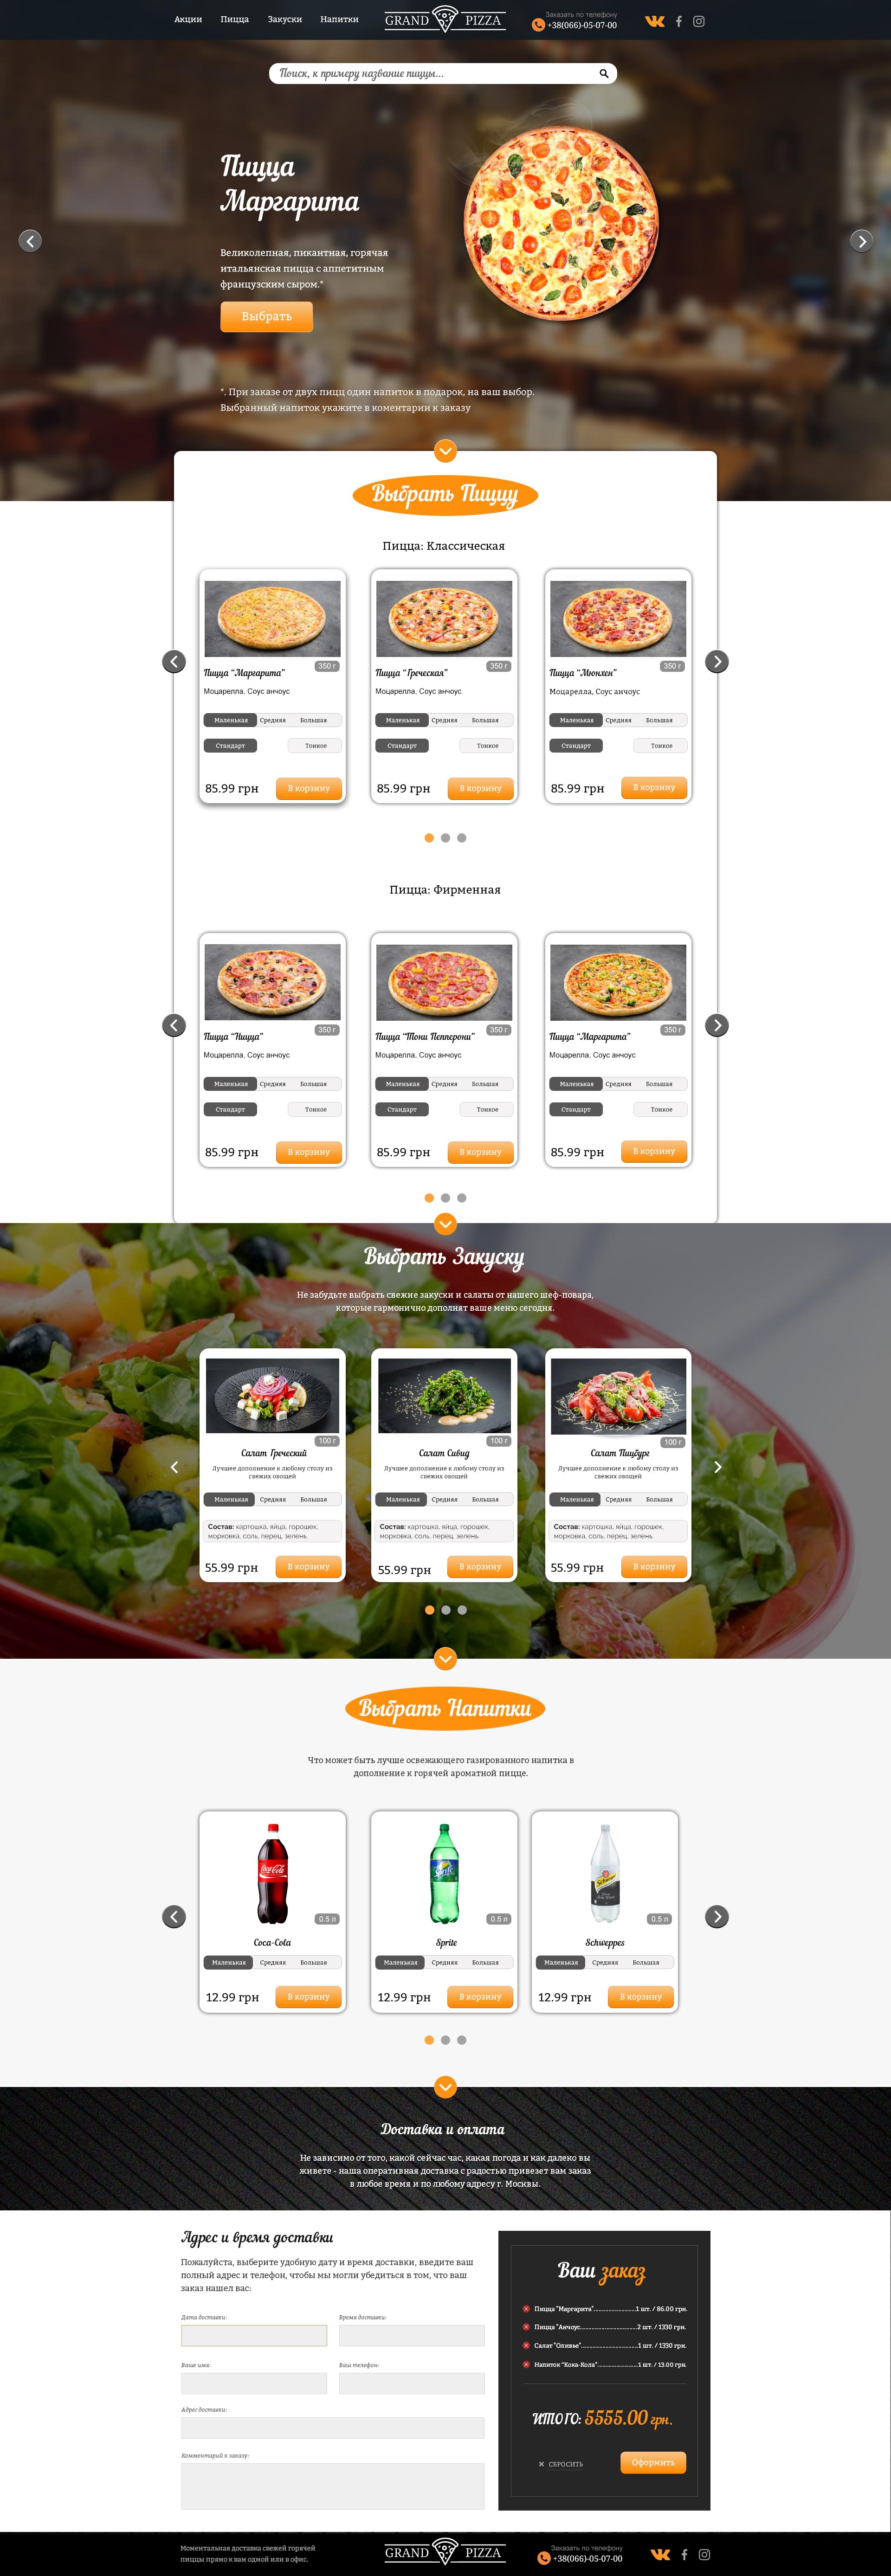 Акции Пицца Закуски Напитки
GRAND PIZZA
Заказать по телефону
+38(066)-05-07-00
Поиск, к примеру название пиццы...
Пицца
Маргарита
Великолепная, пикантная, горячая
итальянская пицца с аппетитным
французским сыром.*
Выбрать
*. При заказе от двух пицц один напиток в подарок, на ваш выбор.
Выбранный напиток укажите в коментарии к заказу
Выбрать Пиццу
Пицца: Классическая
350 г
Пицца “Маргарита”
Моцарелла, Соус анчоус
Маленькая Средняя Большая
Стандарт Тонкое
85.99 грн В корзину
350 г
Пицца “Греческая”
Моцарелла, Соус анчоус
Маленькая Средняя Большая
Стандарт Тонкое
85.99 грн В корзину
350 г
Пицца “Мюнхен”
Моцарелла, Соус анчоус
Маленькая Средняя Большая
Стандарт Тонкое
85.99 грн В корзину
Пицца: Фирменная
350 г
Пицца “Ницца”
Моцарелла, Соус анчоус
Маленькая Средняя Большая
Стандарт Тонкое
85.99 грн В корзину
350 г
Пицца “Тони Пепперони”
Моцарелла, Соус анчоус
Маленькая Средняя Большая
Стандарт Тонкое
85.99 грн В корзину
350 г
Пицца “Маргарита”
Моцарелла, Соус анчоус
Маленькая Средняя Большая
Стандарт Тонкое
85.99 грн В корзину
Выбрать Закуску
Не забудьте выбрать свежие закуски и салаты от нашего шеф-повара,
которые гармонично дополнят ваше меню сегодня.
100 г
Салат Греческий
Лучшее дополнение к любому столу из
свежих овощей
Маленькая Средняя Большая
Состав: картошка, яйца, горошек,
морковка, соль, перец, зелень.
55.99 грн В корзину
100 г
Салат Сивид
Лучшее дополнение к любому столу из
свежих овощей
Маленькая Средняя Большая
Состав: картошка, яйца, горошек,
морковка, соль, перец, зелень.
55.99 грн В корзину
100 г
Салат Пицбург
Лучшее дополнение к любому столу из
свежих овощей
Маленькая Средняя Большая
Состав: картошка, яйца, горошек,
морковка, соль, перец, зелень.
55.99 грн В корзину
Выбрать Напитки
Что может быть лучше освежающего газированного напитка в
дополнение к горячей ароматной пицце.
Coca-Cola
0.5 л
Coca-Cola
Маленькая Средняя Большая
12.99 грн В корзину
Sprite
0.5 л
Sprite
Маленькая Средняя Большая
12.99 грн В корзину
Schweppes
0.5 л
Schweppes
Маленькая Средняя Большая
12.99 грн В корзину
Доставка и оплата
Не зависимо от того, какой сейчас час, какая погода и как далеко вы
живете - наша оперативная доставка с радостью привезет вам заказ
в любое время и по любому адресу г. Москвы.
Адрес и время доставки
Пожалуйста, выберите удобную дату и время доставки, введите ваш
полный адрес и телефон, чтобы мы могли убедиться в том, что ваш
заказ нашел вас:
Дата доставки: Время доставки:
Ваше имя: Ваш телефон:
Адрес доставки:
Комментарий к заказу:
Ваш заказ
Пицца "Маргарита"........................1 шт. / 86.00 грн.
Пицца "Анчоус................................2 шт. / 1330 грн.
Салат "Оливье"................................1 шт. / 1330 грн.
Напиток "Кока-Кола".......................1 шт. / 13.00 грн.
ИТОГО: 5555.00 грн.
СБРОСИТЬ Оформить
Моментальная доставка свежей горячей
пиццы прямо к вам одмой или в офис.
GRAND PIZZA
Заказать по телефону
+38(066)-05-07-00